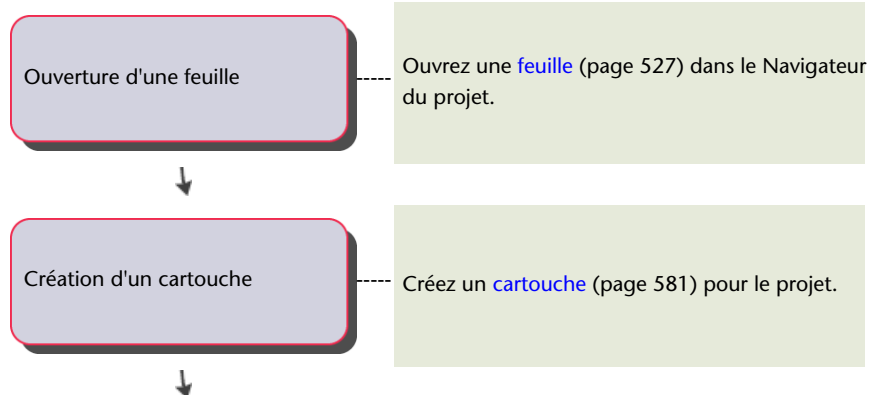 Ouverture d'une feuille
Ouvrez une feuille (page 527) dans le Navigateur
du projet.
Création d'un cartouche
Créez un cartouche (page 581) pour le projet.